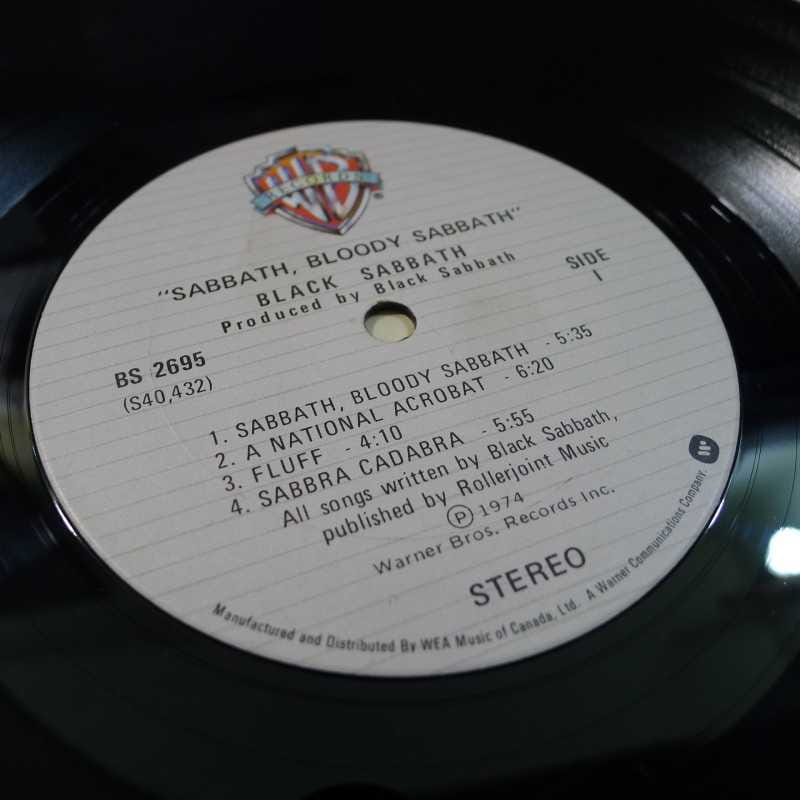 WB
RECORDS
®
"SABBATH, BLOODY SABBATH"
BLACK SABBATH
Produced by Black Sabbath
SIDE
1
BS 2695
(S40,432)
1. SABBATH, BLOODY SABBATH - 5:35
2. A NATIONAL ACROBAT - 6:20
3. FLUFF - 4:10
4. SABBRA CADABRA - 5:55
All songs written by Black Sabbath,
published by Rollerjoint Music
Ⓟ 1974
Warner Bros. Records Inc.
STEREO
Manufactured and Distributed By WEA Music of Canada, Ltd. A Warner Communications Company.